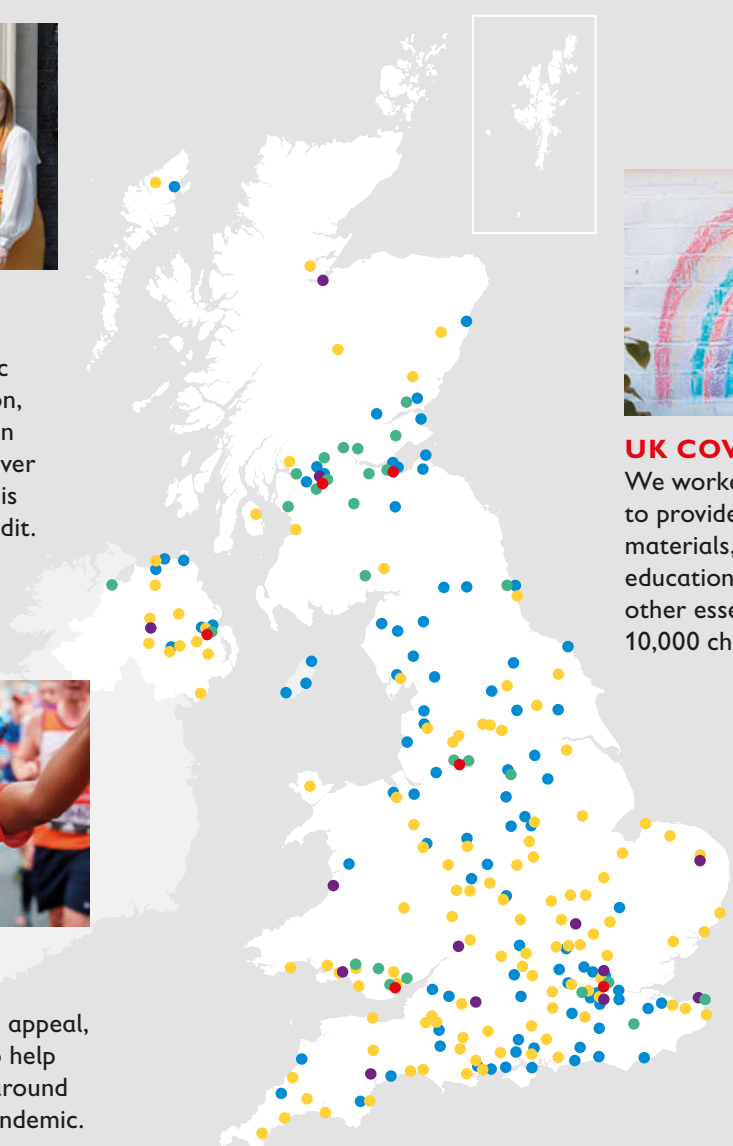 c
on,
n
ver
is
dit.
UK COV
We worke
to provide
materials,
education
other esse
10,000 ch
appeal,
help
around
ndemic.